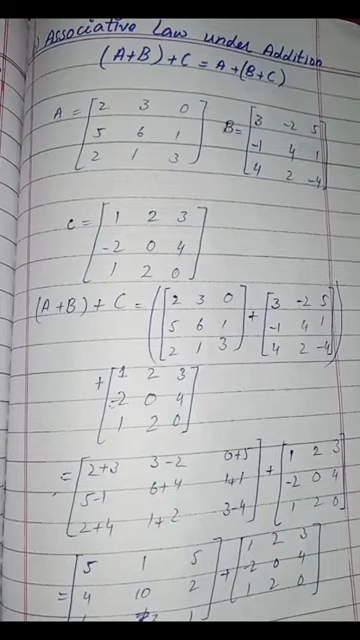 ) Associative Law under Addition
(A+B)+C = A+(B+C)
A = [2 3 0
5 6 1
2 1 3]
B = [3 -2 5
-1 4 1
4 2 -4]
C = [1 2 3
-2 0 4
1 2 0]
(A+B)+C = ([2 3 0
5 6 1
2 1 3] + [3 -2 5
-1 4 1
4 2 -4])
+ [1 2 3
-2 0 4
1 2 0]
= [2+3 3-2 0+5
5-1 6+4 1+1
2+4 1+2 3-4] + [1 2 3
-2 0 4
1 2 0]
= [5 1 5
4 10 2
] + [1 2 3
-2 0 4
1 2 0]